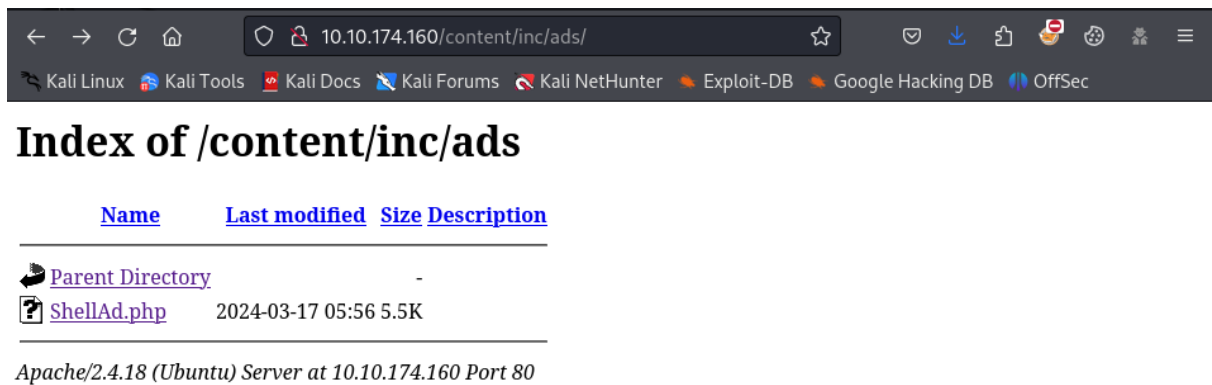 10.10.174.160/content/inc/ads/
Kali Linux Kali Tools Kali Docs Kali Forums Kali NetHunter Exploit-DB Google Hacking DB OffSec
Index of /content/inc/ads
Name Last modified Size Description
Parent Directory -
ShellAd.php 2024-03-17 05:56 5.5K
Apache/2.4.18 (Ubuntu) Server at 10.10.174.160 Port 80